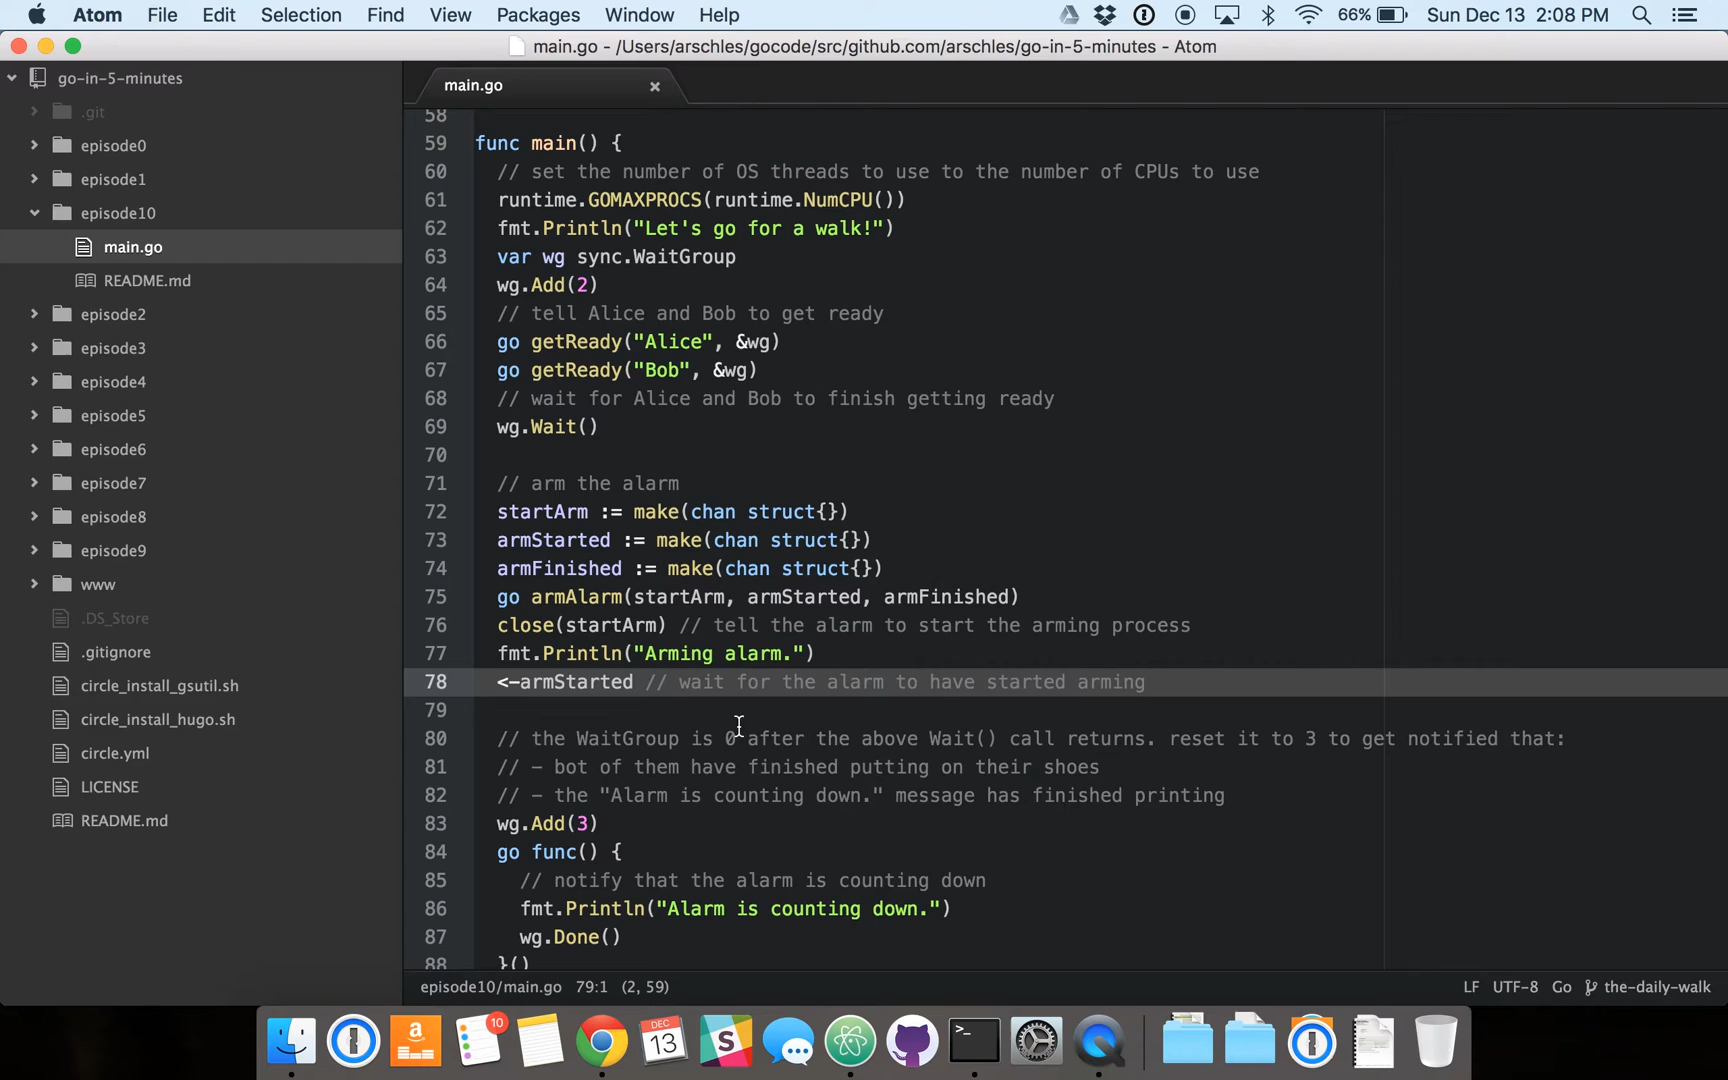 Atom File Edit Selection Find View Packages Window Help 66% Sun Dec 13 2:08 PM
main.go - /Users/arschles/gocode/src/github.com/arschles/go-in-5-minutes - Atom
go-in-5-minutes
.git
episode0
episode1
episode10
main.go
README.md
episode2
episode3
episode4
episode5
episode6
episode7
episode8
episode9
www
.DS_Store
.gitignore
circle_install_gsutil.sh
circle_install_hugo.sh
circle.yml
LICENSE
README.md
main.go
58
59 func main() {
60 // set the number of OS threads to use to the number of CPUs to use
61 runtime.GOMAXPROCS(runtime.NumCPU())
62 fmt.Println("Let's go for a walk!")
63 var wg sync.WaitGroup
64 wg.Add(2)
65 // tell Alice and Bob to get ready
66 go getReady("Alice", &wg)
67 go getReady("Bob", &wg)
68 // wait for Alice and Bob to finish getting ready
69 wg.Wait()
70
71 // arm the alarm
72 startArm := make(chan struct{})
73 armStarted := make(chan struct{})
74 armFinished := make(chan struct{})
75 go armAlarm(startArm, armStarted, armFinished)
76 close(startArm) // tell the alarm to start the arming process
77 fmt.Println("Arming alarm.")
78 <-armStarted // wait for the alarm to have started arming
79
80 // the WaitGroup is 0 after the above Wait() call returns. reset it to 3 to get notified that:
81 // - bot of them have finished putting on their shoes
82 // - the "Alarm is counting down." message has finished printing
83 wg.Add(3)
84 go func() {
85 // notify that the alarm is counting down
86 fmt.Println("Alarm is counting down.")
87 wg.Done()
88 }()
episode10/main.go 79:1 (2, 59) LF UTF-8 Go the-daily-walk
10
DEC
13